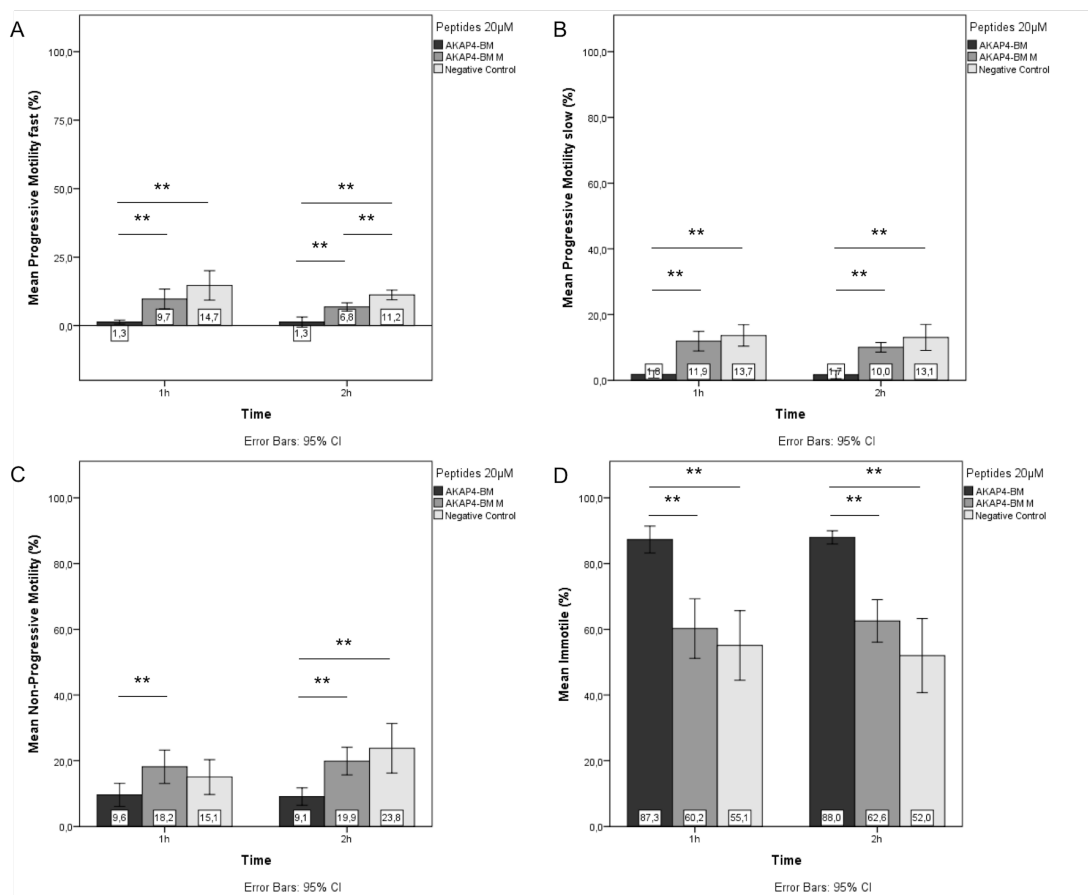 A
Peptides 20µM
AKAP4-BM
AKAP4-BM M
Negative Control
Mean Progressive Motility fast (%)
100,0
75,0
50,0
25,0
0,0
** **
** **
**
1,3 9,7 14,7 1,3 6,8 11,2
1h 2h
Time
Error Bars: 95% CI
B
Peptides 20µM
AKAP4-BM
AKAP4-BM M
Negative Control
Mean Progressive Motility slow (%)
100,0
80,0
60,0
40,0
20,0
0,0
** **
** **
1,8 11,9 13,7 1,7 10,0 13,1
1h 2h
Time
Error Bars: 95% CI
C
Peptides 20µM
AKAP4-BM
AKAP4-BM M
Negative Control
Mean Non-Progressive Motility (%)
100,0
80,0
60,0
40,0
20,0
0,0
**
** **
9,6 18,2 15,1 9,1 19,9 23,8
1h 2h
Time
Error Bars: 95% CI
D
Peptides 20µM
AKAP4-BM
AKAP4-BM M
Negative Control
Mean Immotile (%)
100,0
80,0
60,0
40,0
20,0
0,0
** **
** **
87,3 60,2 55,1 88,0 62,6 52,0
1h 2h
Time
Error Bars: 95% CI